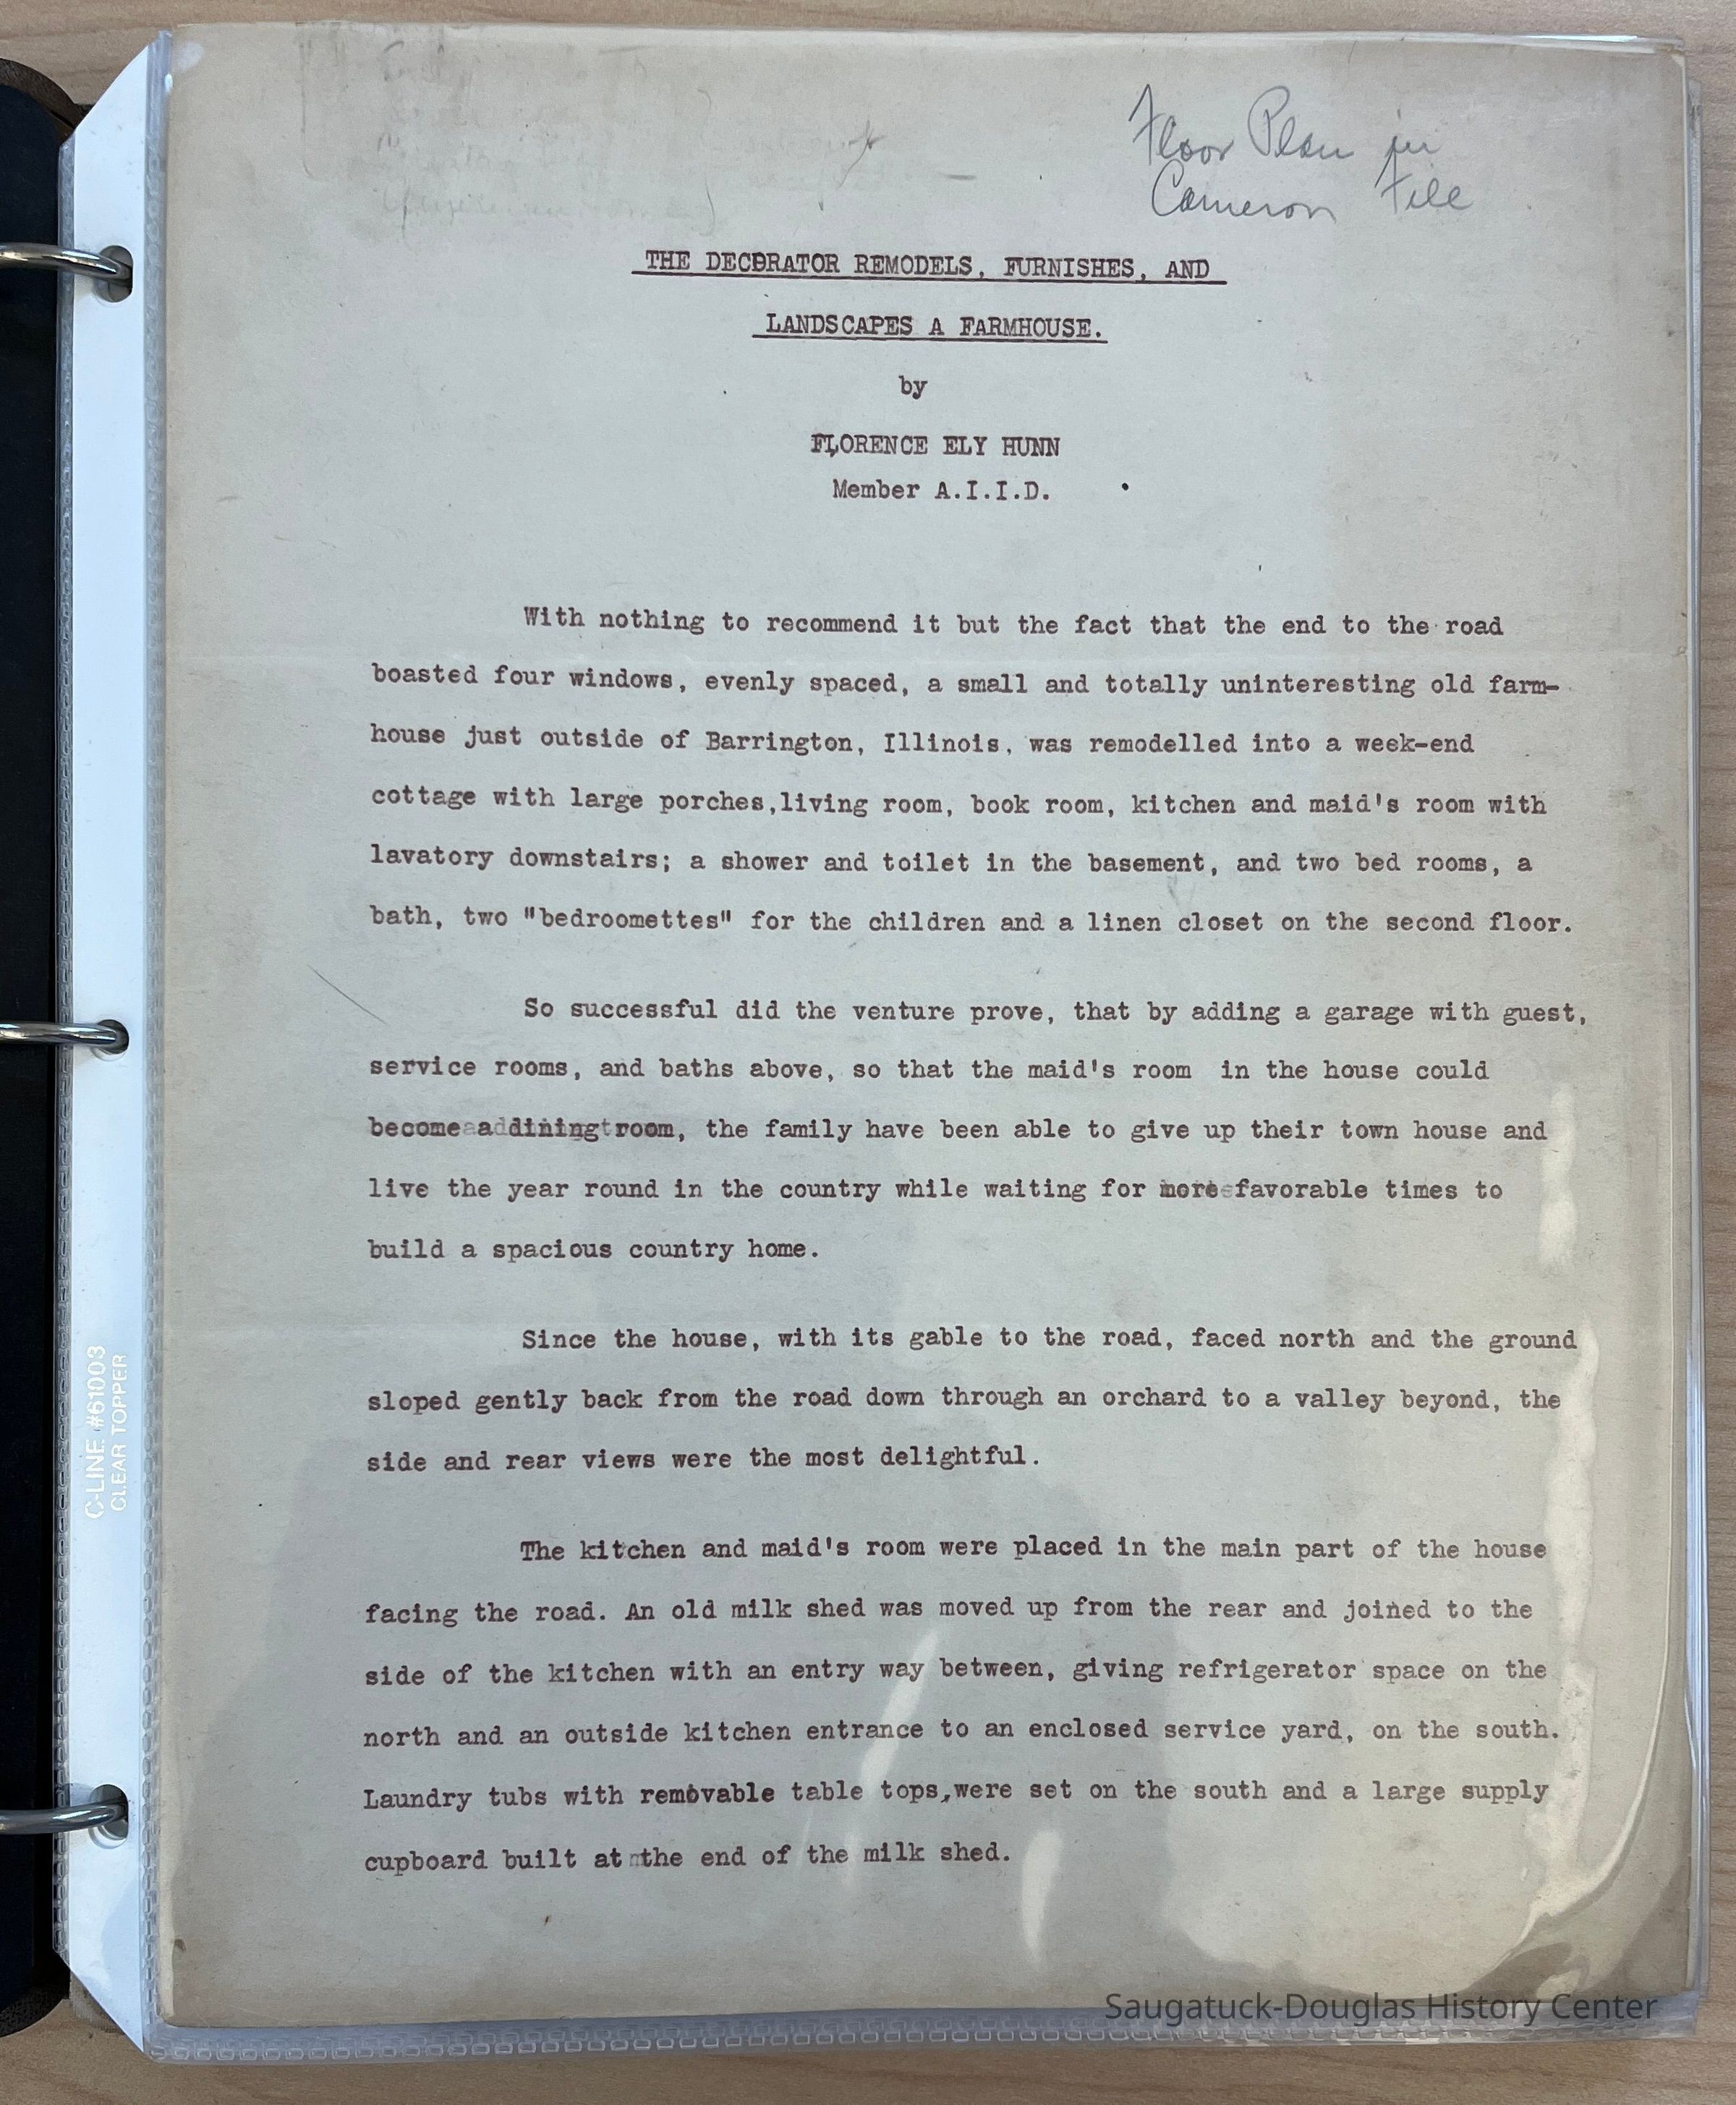 Floor Plan in
Cameron File
THE DECORATOR REMODELS, FURNISHES, AND
LANDSCAPES A FARMHOUSE.
by
FLORENCE ELY HUNN
Member A.I.I.D.
With nothing to recommend it but the fact that the end to the road
boasted four windows, evenly spaced, a small and totally uninteresting old farm-
house just outside of Barrington, Illinois, was remodelled into a week-end
cottage with large porches,living room, book room, kitchen and maid's room with
lavatory downstairs; a shower and toilet in the basement, and two bed rooms, a
bath, two "bedroomettes" for the children and a linen closet on the second floor.
So successful did the venture prove, that by adding a garage with guest,
service rooms, and baths above, so that the maid's room in the house could
become a dining room, the family have been able to give up their town house and
live the year round in the country while waiting for more favorable times to
build a spacious country home.
Since the house, with its gable to the road, faced north and the ground
sloped gently back from the road down through an orchard to a valley beyond, the
side and rear views were the most delightful.
The kitchen and maid's room were placed in the main part of the house
facing the road. An old milk shed was moved up from the rear and joined to the
side of the kitchen with an entry way between, giving refrigerator space on the
north and an outside kitchen entrance to an enclosed service yard, on the south.
Laundry tubs with removable table tops,were set on the south and a large supply
cupboard built at the end of the milk shed.
C-LINE #61003
CLEAR TOPPER
Saugatuck-Douglas History Center